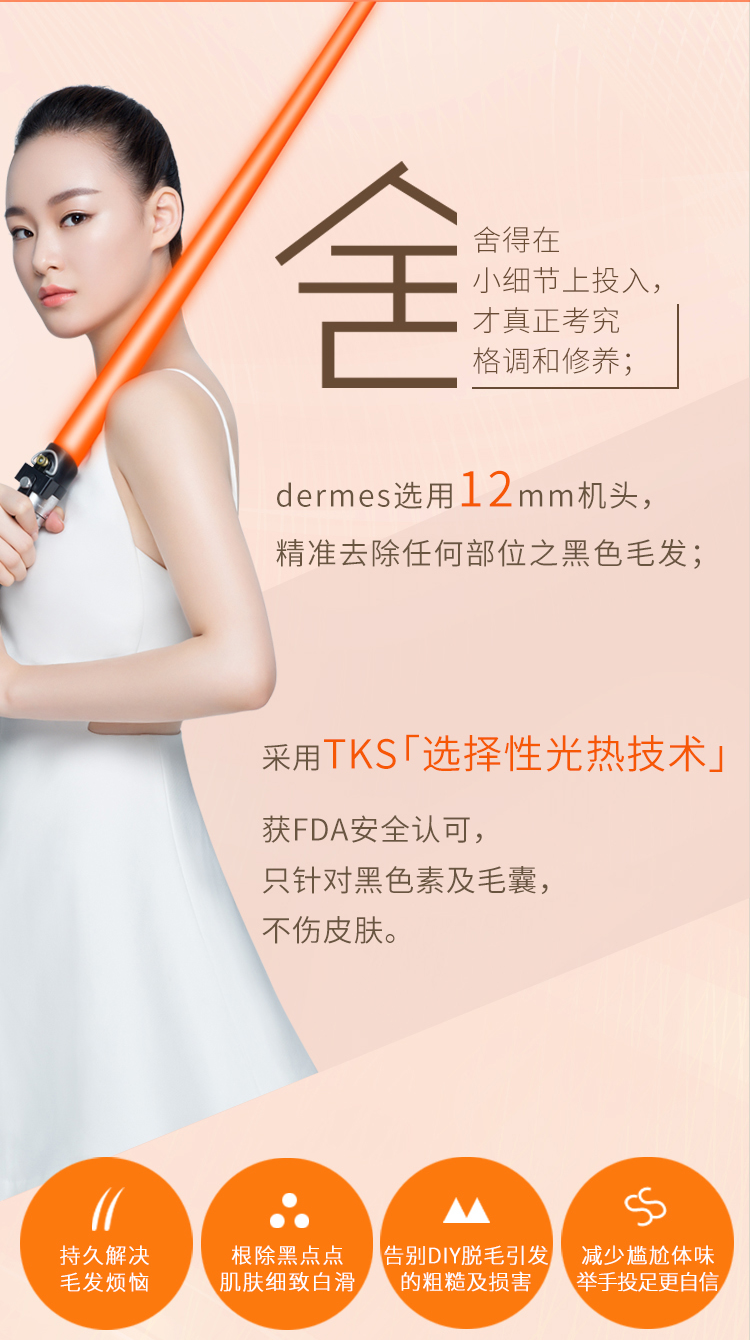 舍
舍得在
小细节上投入，
才真正考究
格调和修养；
dermes选用12mm机头，
精准去除任何部位之黑色毛发；
采用TKS「选择性光热技术」
获FDA安全认可，
只针对黑色素及毛囊，
不伤皮肤。
持久解决
毛发烦恼
根除黑点点
肌肤细致白滑
告别DIY脱毛引发
的粗糙及损害
减少尴尬体味
举手投足更自信